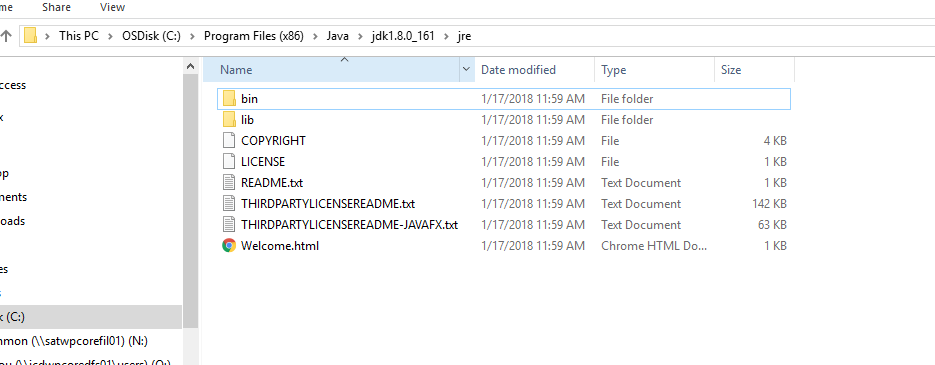 Share View
This PC OSDisk (C:) Program Files (x86) Java jdk1.8.0_161 jre
Name Date modified Type Size
bin 1/17/2018 11:59 AM File folder
lib 1/17/2018 11:59 AM File folder
COPYRIGHT 1/17/2018 11:59 AM File 4 KB
LICENSE 1/17/2018 11:59 AM File 1 KB
README.txt 1/17/2018 11:59 AM Text Document 1 KB
THIRDPARTYLICENSEREADME.txt 1/17/2018 11:59 AM Text Document 142 KB
THIRDPARTYLICENSEREADME-JAVAFX.txt 1/17/2018 11:59 AM Text Document 63 KB
Welcome.html 1/17/2018 11:59 AM Chrome HTML Do... 1 KB
ccess
x
op
ments
loads
es
s
k (C:)
mmon (\\satwpcorefil01) (N:)